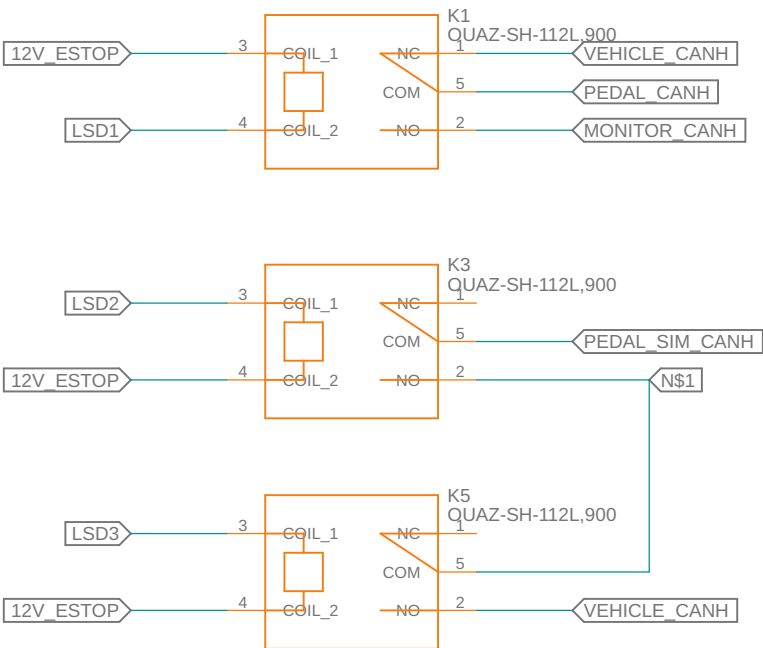 K1
QUAZ-SH-112L,900
12V_ESTOP 3 COIL_1 NC 1 VEHICLE_CANH
COM 5 PEDAL_CANH
LSD1 4 COIL_2 NO 2 MONITOR_CANH
K3
QUAZ-SH-112L,900
LSD2 3 COIL_1 NC 1
COM 5 PEDAL_SIM_CANH
12V_ESTOP 4 COIL_2 NO 2 N$1
K5
QUAZ-SH-112L,900
LSD3 3 COIL_1 NC 1
COM 5
12V_ESTOP 4 COIL_2 NO 2 VEHICLE_CANH